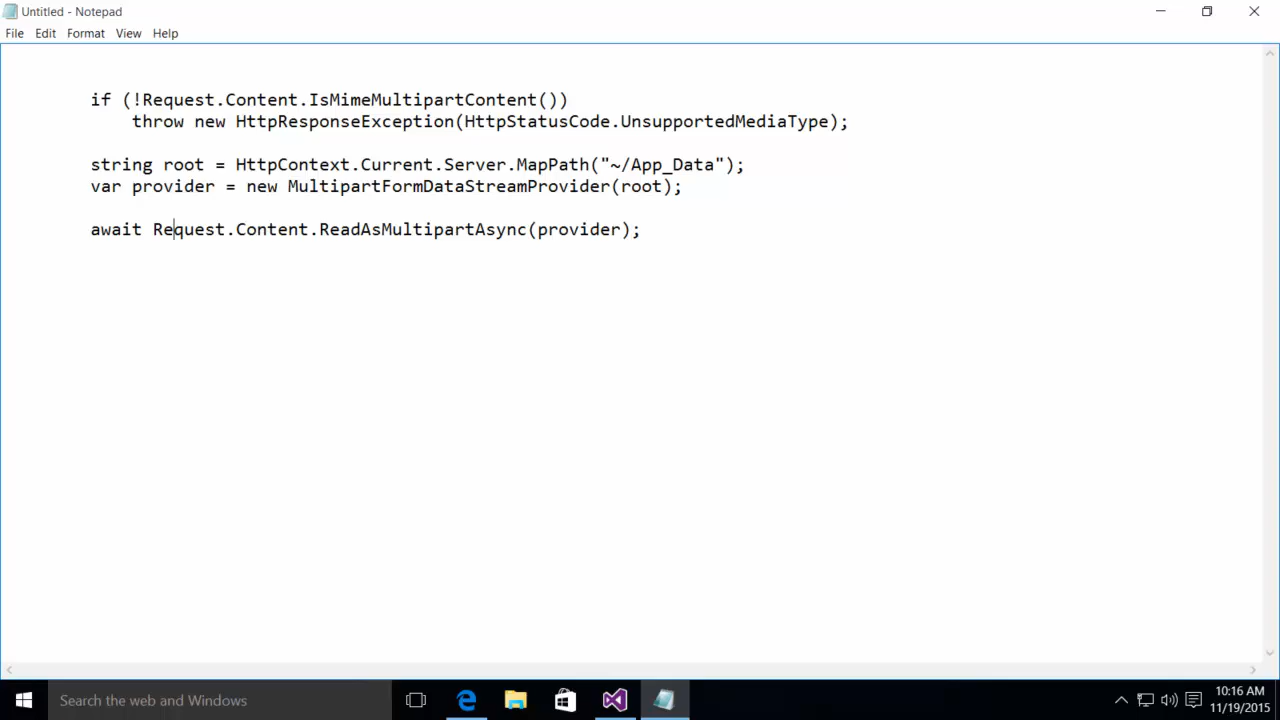 Untitled - Notepad
File Edit Format View Help
if (!Request.Content.IsMimeMultipartContent())
throw new HttpResponseException(HttpStatusCode.UnsupportedMediaType);
string root = HttpContext.Current.Server.MapPath("~/App_Data");
var provider = new MultipartFormDataStreamProvider(root);
await Request.Content.ReadAsMultipartAsync(provider);
Search the web and Windows
10:16 AM
11/19/2015